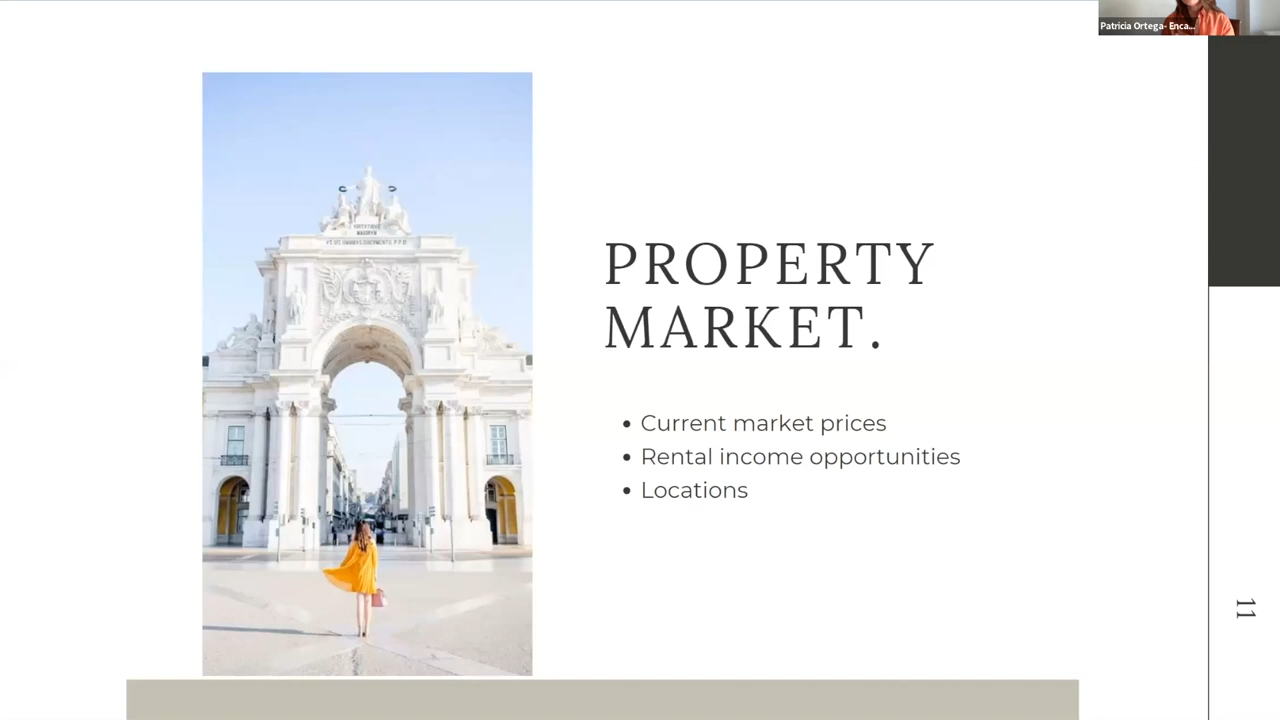 Patricia Ortega- Enca...
PROPERTY
MARKET.
• Current market prices
• Rental income opportunities
• Locations
11